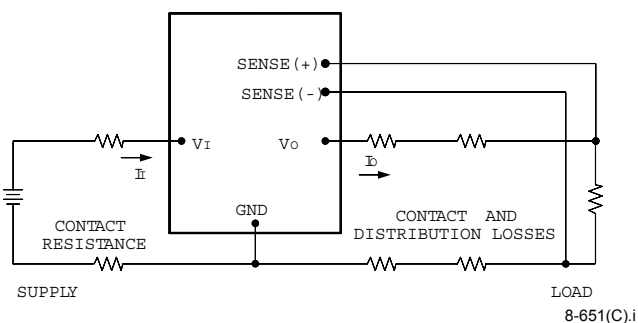 SENSE(+)
SENSE(-)
VI
VO
II
IO
GND
CONTACT
RESISTANCE
CONTACT AND
DISTRIBUTION LOSSES
SUPPLY
LOAD
8-651(C).i